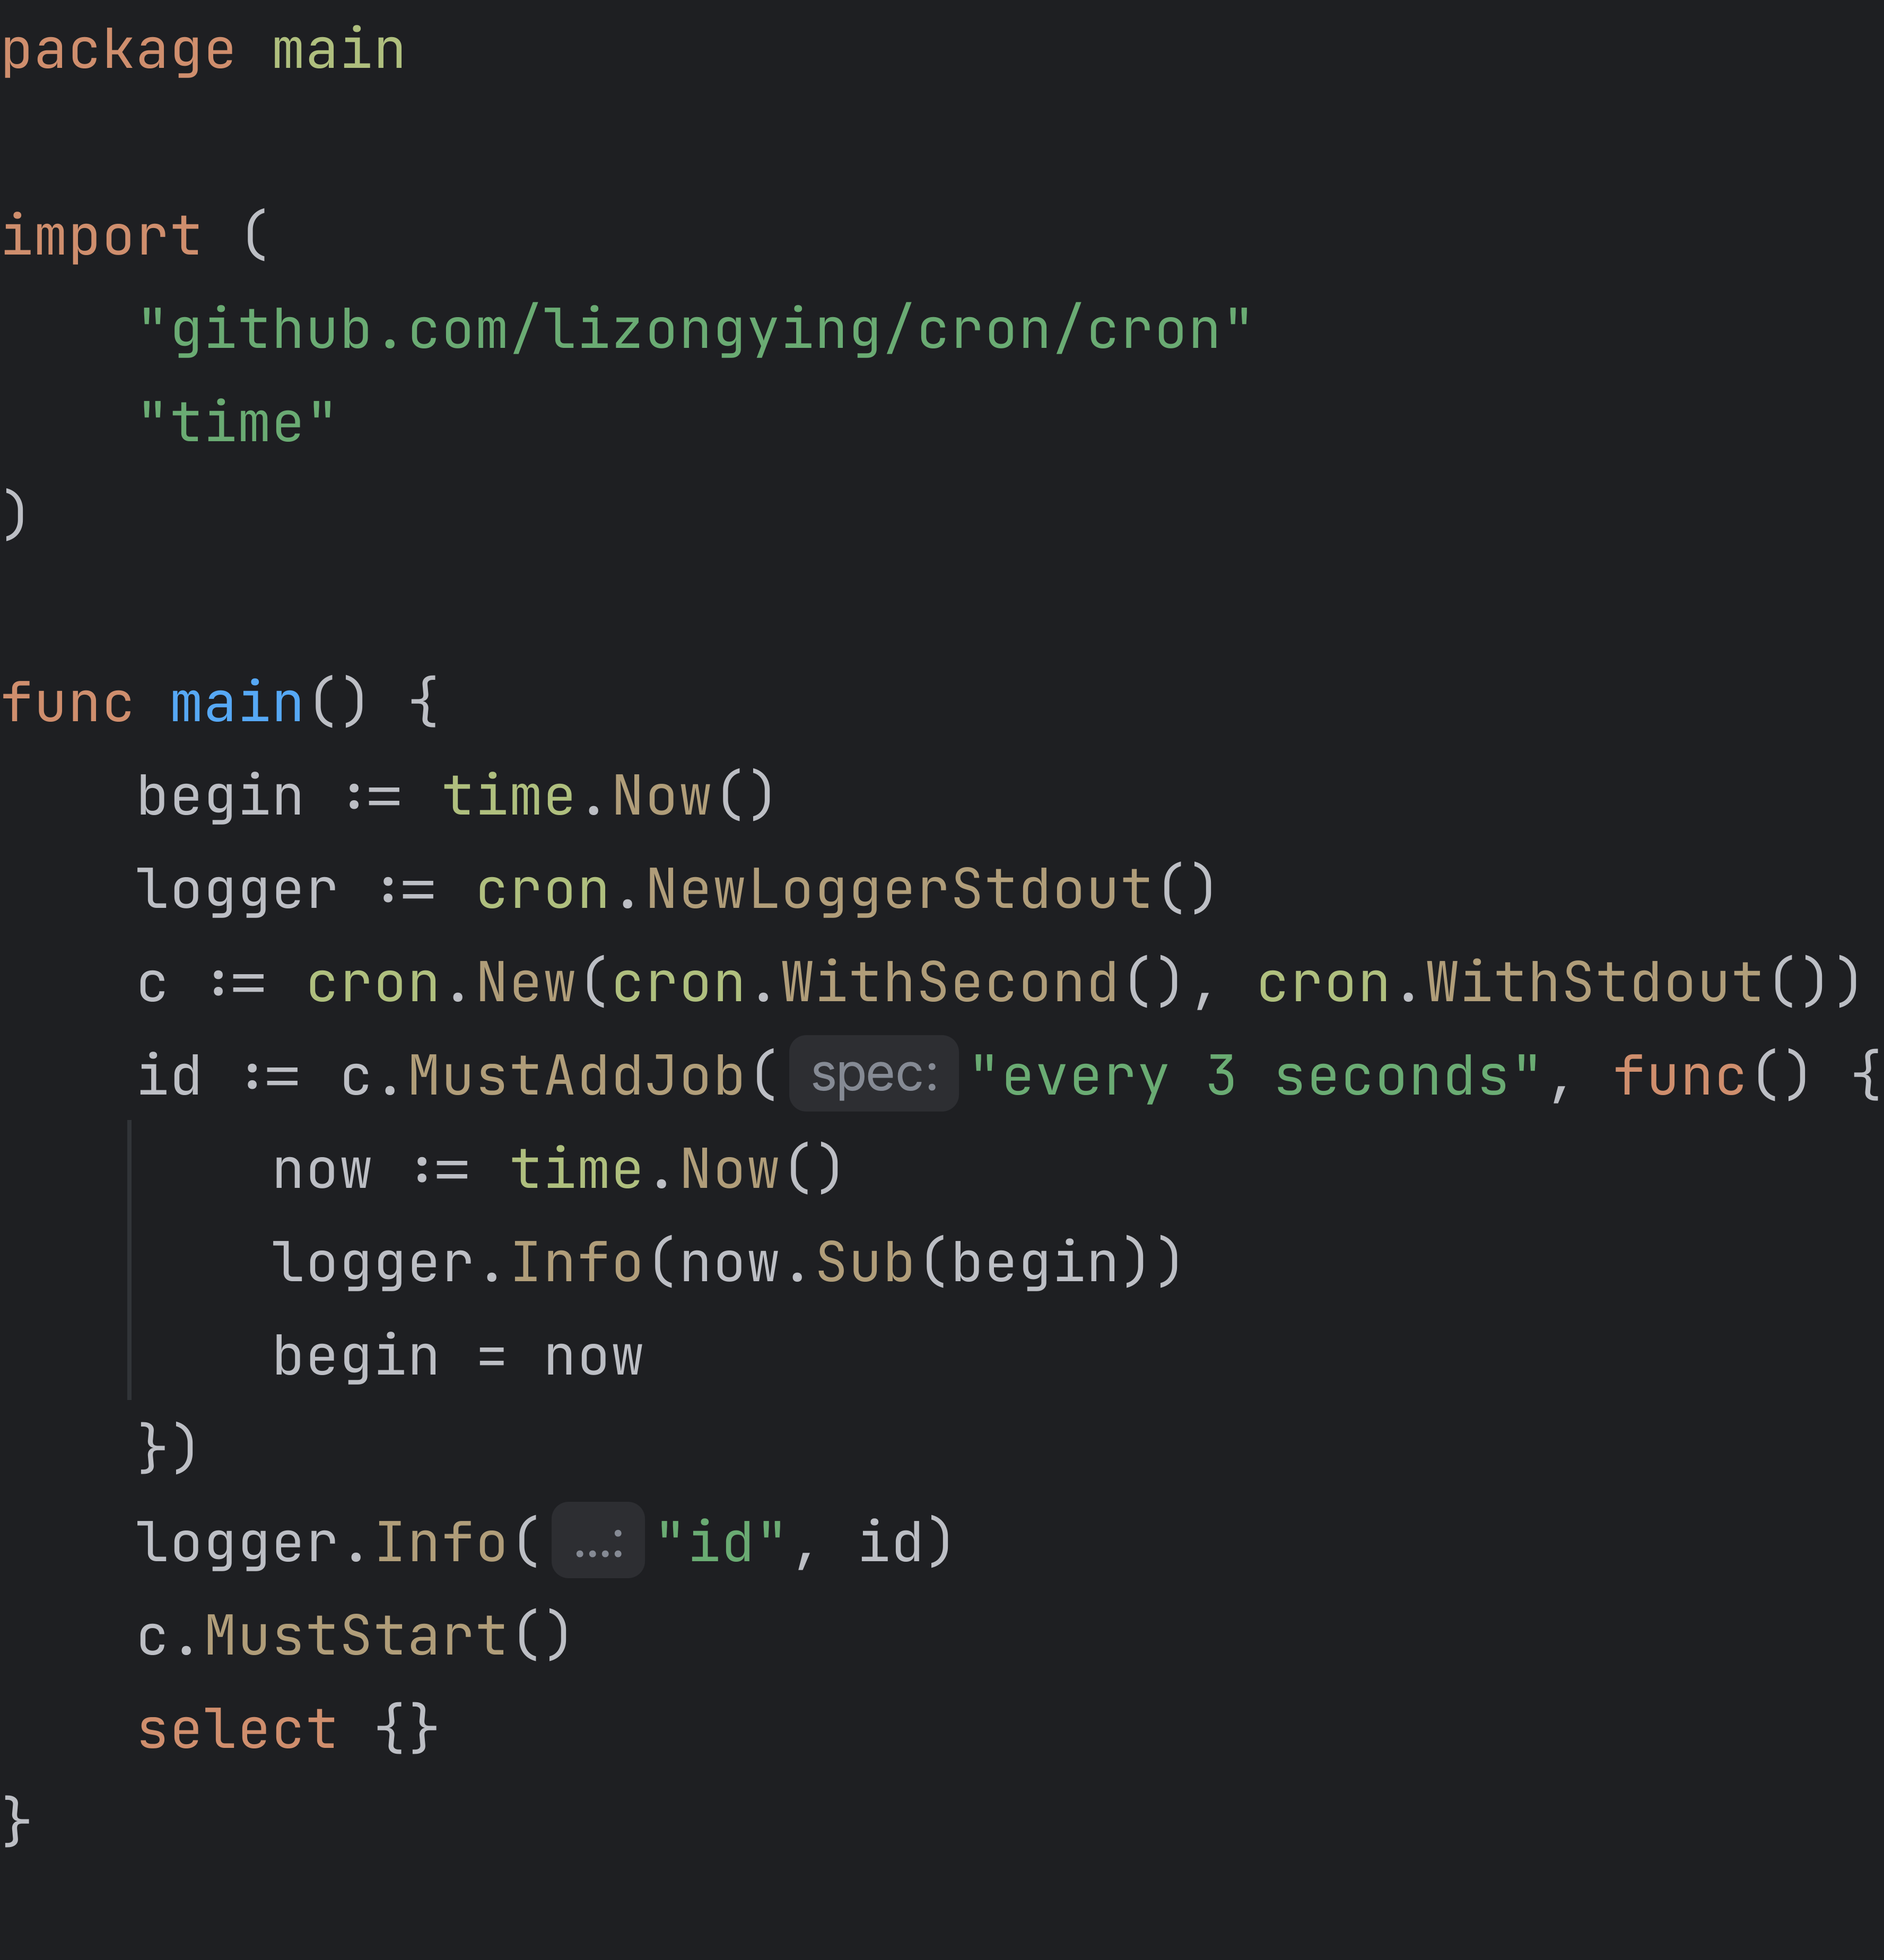 package main

import (
    "github.com/lizongying/cron/cron"
    "time"
)

func main() {
    begin := time.Now()
    logger := cron.NewLoggerStdout()
    c := cron.New(cron.WithSecond(), cron.WithStdout())
    id := c.MustAddJob( spec: "every 3 seconds", func() {
        now := time.Now()
        logger.Info(now.Sub(begin))
        begin = now
    })
    logger.Info( ...: "id", id)
    c.MustStart()
    select {}
}